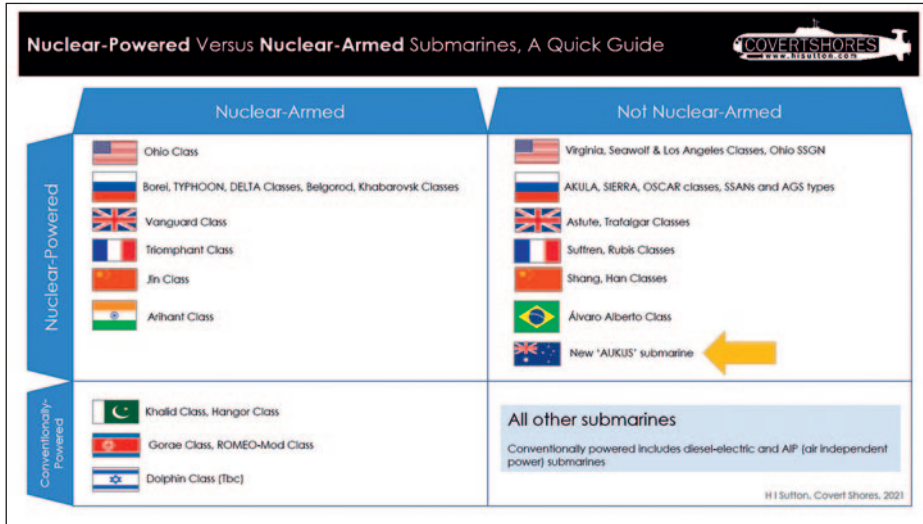 Nuclear-Powered Versus Nuclear-Armed Submarines, A Quick Guide
COVERTSHORES
www.hisutton.com
Nuclear-Armed
Not Nuclear-Armed
Nuclear-Powered
Ohio Class
Borei, TYPHOON, DELTA Classes, Belgorod, Khabarovsk Classes
Vanguard Class
Triomphant Class
Jin Class
Arihant Class
Virginia, Seawolf & Los Angeles Classes, Ohio SSGN
AKULA, SIERRA, OSCAR classes, SSANs and AGS types
Astute, Trafalgar Classes
Suffren, Rubis Classes
Shang, Han Classes
Álvaro Alberto Class
New 'AUKUS' submarine
Conventionally-
Powered
Khalid Class, Hangor Class
Gorae Class, ROMEO-Mod Class
Dolphin Class (Tbc)
All other submarines
Conventionally powered includes diesel-electric and AIP (air independent
power) submarines
H I Sutton, Covert Shores, 2021